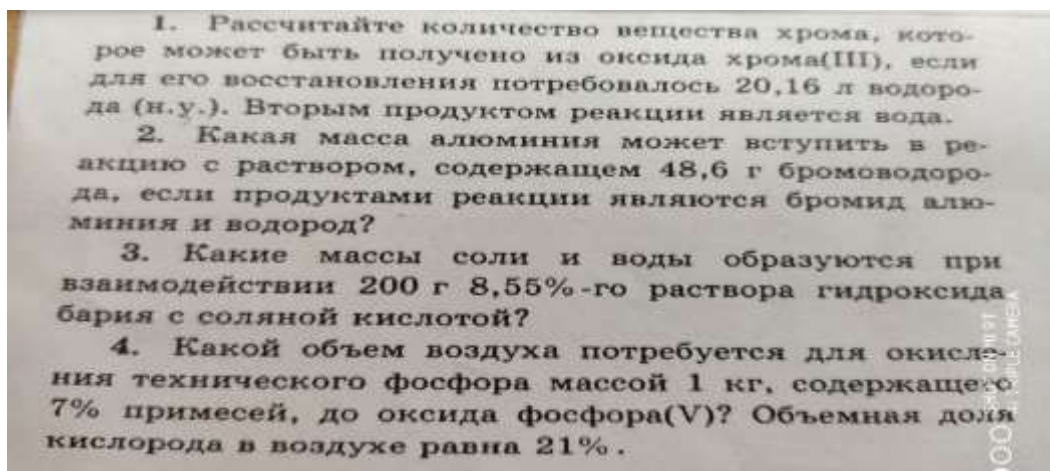 1. Рассчитайте количество вещества хрома, кото-
рое может быть получено из оксида хрома(III), если
для его восстановления потребовалось 20,16 л водоро-
да (н.у.). Вторым продуктом реакции является вода.
2. Какая масса алюминия может вступить в ре-
акцию с раствором, содержащем 48,6 г бромоводоро-
да, если продуктами реакции являются бромид алю-
миния и водород?
3. Какие массы соли и воды образуются при
взаимодействии 200 г 8,55%-го раствора гидроксида
бария с соляной кислотой?
4. Какой объем воздуха потребуется для окисле-
ния технического фосфора массой 1 кг, содержащего
7% примесей, до оксида фосфора(V)? Объемная доля
кислорода в воздухе равна 21%.